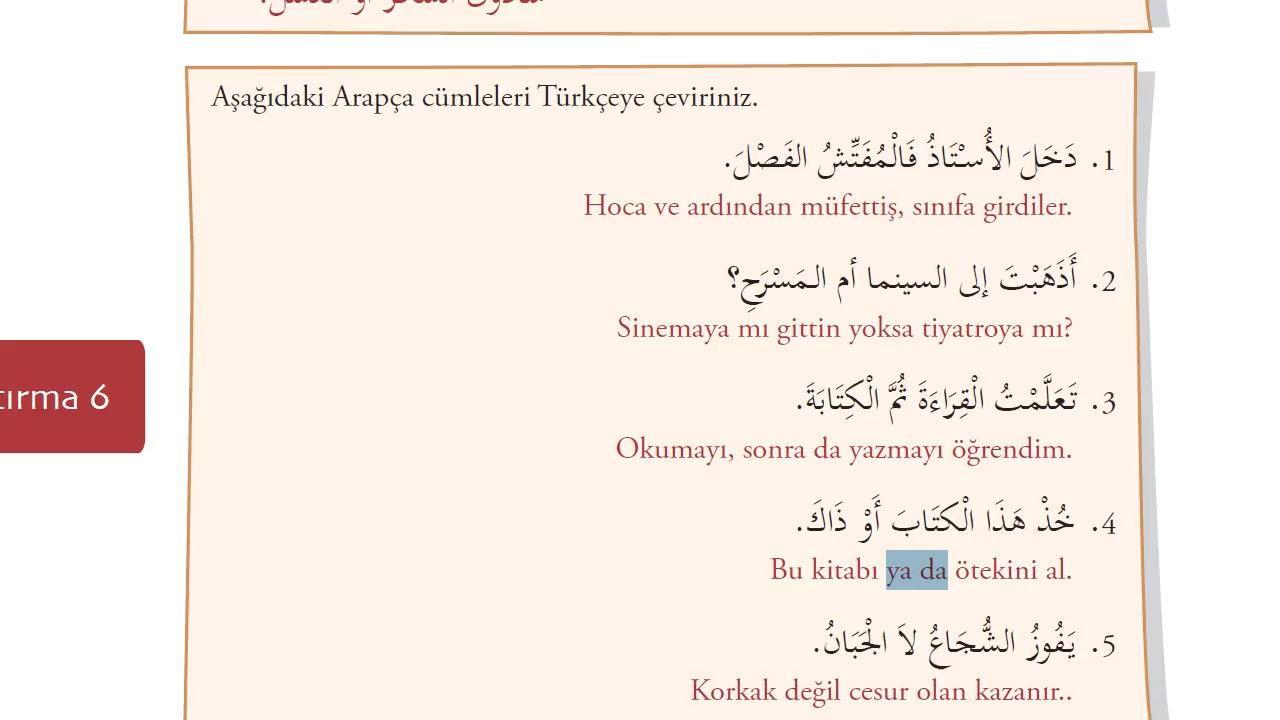 أو العسل.
Aşağıdaki Arapça cümleleri Türkçeye çeviriniz.
1. دَخَلَ الأُسْتَاذُ فَالْمُفَتِّشُ الفَصْلَ.
Hoca ve ardından müfettiş, sınıfa girdiler.
2. أَذَهَبْتَ إلى السينما أم المَسْرَحِ؟
Sinemaya mı gittin yoksa tiyatroya mı?
tırma 6
3. تَعَلَّمْتُ الْقِرَاءَةَ ثُمَّ الْكِتَابَةَ.
Okumayı, sonra da yazmayı öğrendim.
4. خُذْ هَذَا الْكتَابَ أَوْ ذَاكَ.
Bu kitabı ya da ötekini al.
5. يَفُوزُ الشُّجَاعُ لاَ الْجَبَانُ.
Korkak değil cesur olan kazanır..